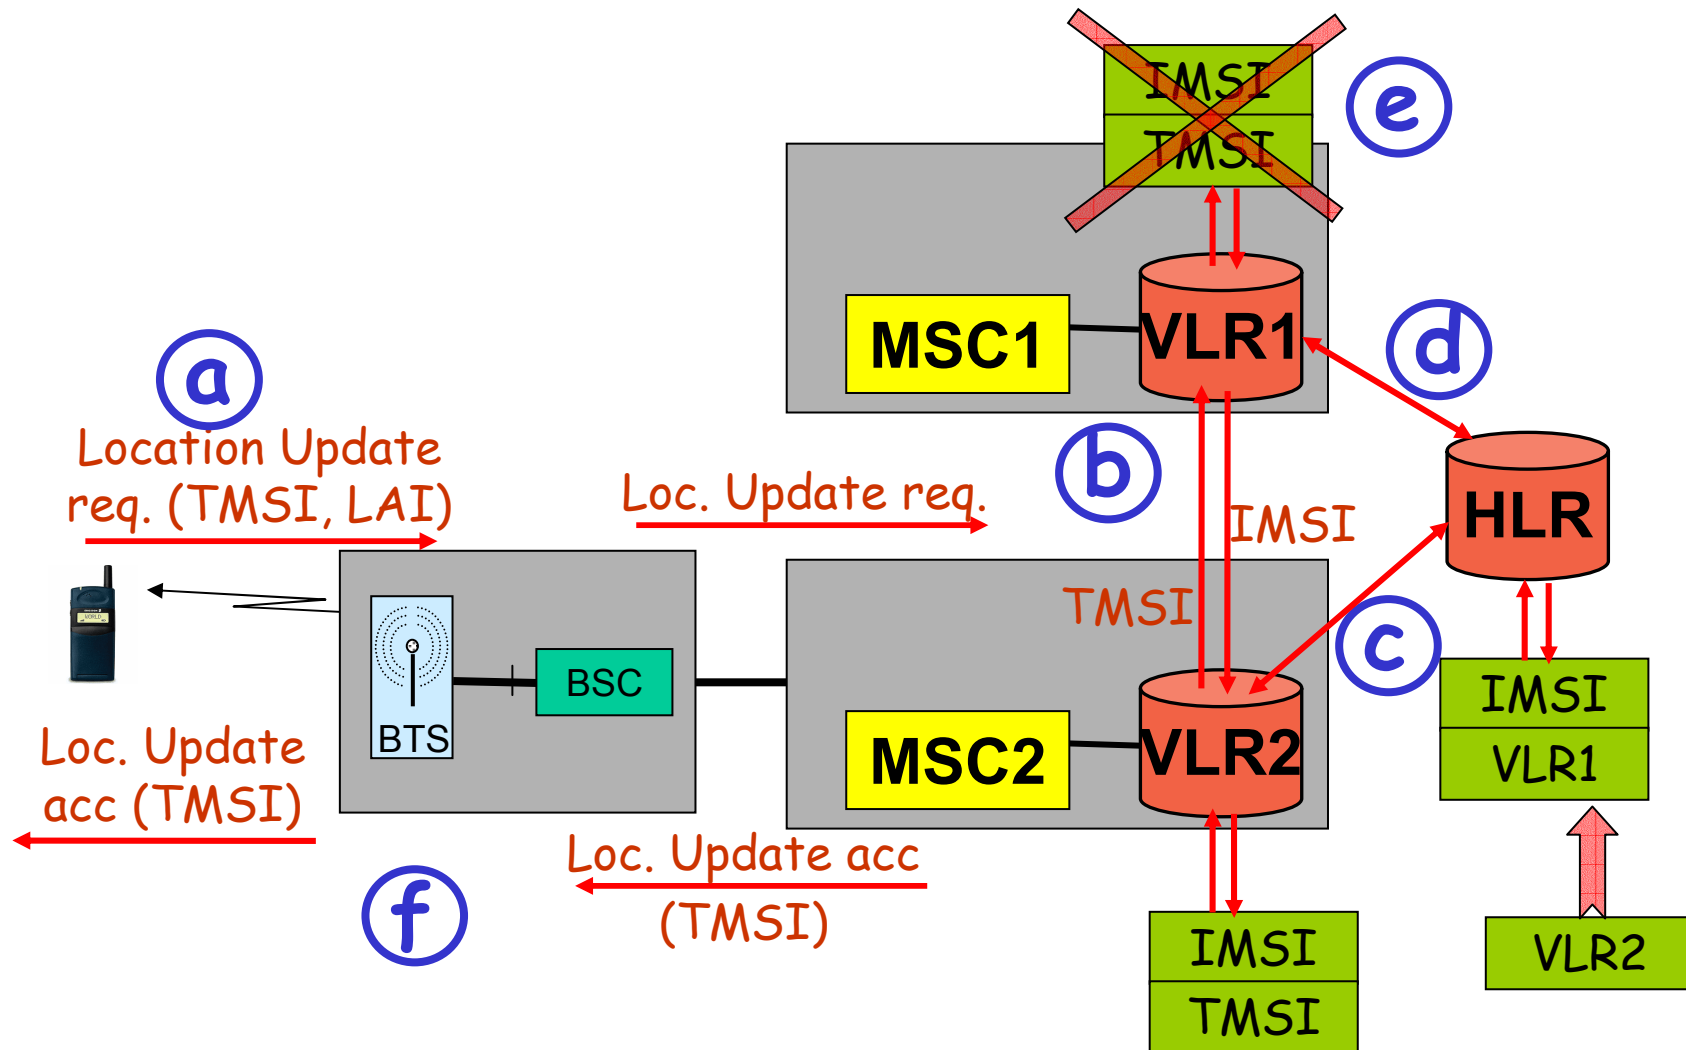 IMSI
TMSI
e
MSC1
VLR1
d
a
Location Update
req. (TMSI, LAI)
Loc. Update req.
b
IMSI
HLR
TMSI
c
BTS
BSC
MSC2
VLR2
IMSI
VLR1
Loc. Update
acc (TMSI)
f
Loc. Update acc
(TMSI)
IMSI
TMSI
VLR2